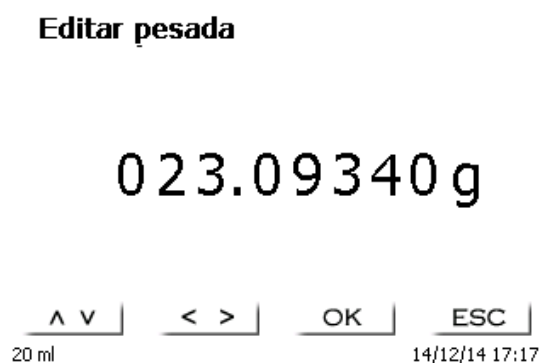 Editar pesada
023.09340g
∧ ∨ < > OK ESC
20 ml 14/12/14 17:17